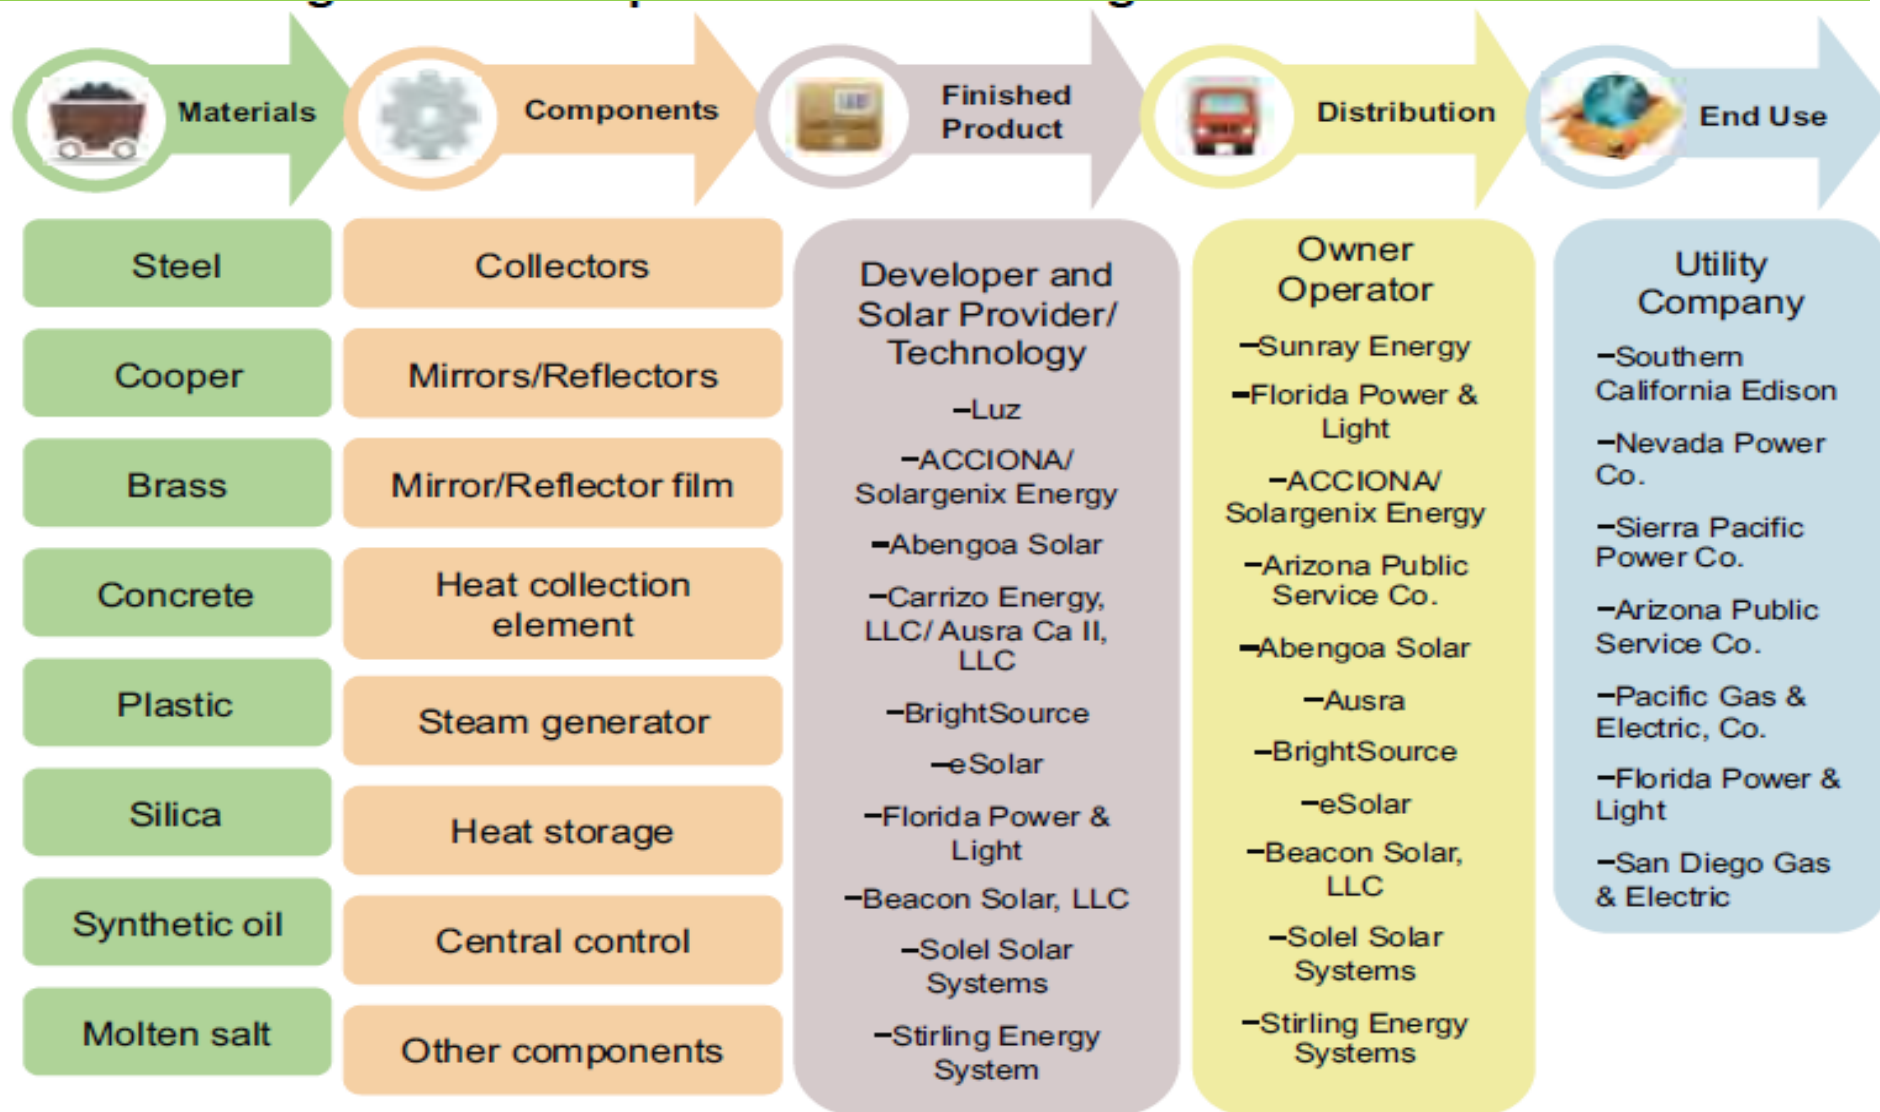 Materials
Components
Finished
Product
Distribution
End Use
Steel
Cooper
Brass
Concrete
Plastic
Silica
Synthetic oil
Molten salt
Collectors
Mirrors/Reflectors
Mirror/Reflector film
Heat collection
element
Steam generator
Heat storage
Central control
Other components
Developer and
Solar Provider/
Technology
–Luz
–ACCIONA/
Solargenix Energy
–Abengoa Solar
–Carrizo Energy,
LLC/ Ausra Ca II,
LLC
–BrightSource
–eSolar
–Florida Power &
Light
–Beacon Solar, LLC
–Solel Solar
Systems
–Stirling Energy
System
Owner
Operator
–Sunray Energy
–Florida Power &
Light
–ACCIONA/
Solargenix Energy
–Arizona Public
Service Co.
–Abengoa Solar
–Ausra
–BrightSource
–eSolar
–Beacon Solar,
LLC
–Solel Solar
Systems
–Stirling Energy
Systems
Utility
Company
–Southern
California Edison
–Nevada Power
Co.
–Sierra Pacific
Power Co.
–Arizona Public
Service Co.
–Pacific Gas &
Electric, Co.
–Florida Power &
Light
–San Diego Gas
& Electric